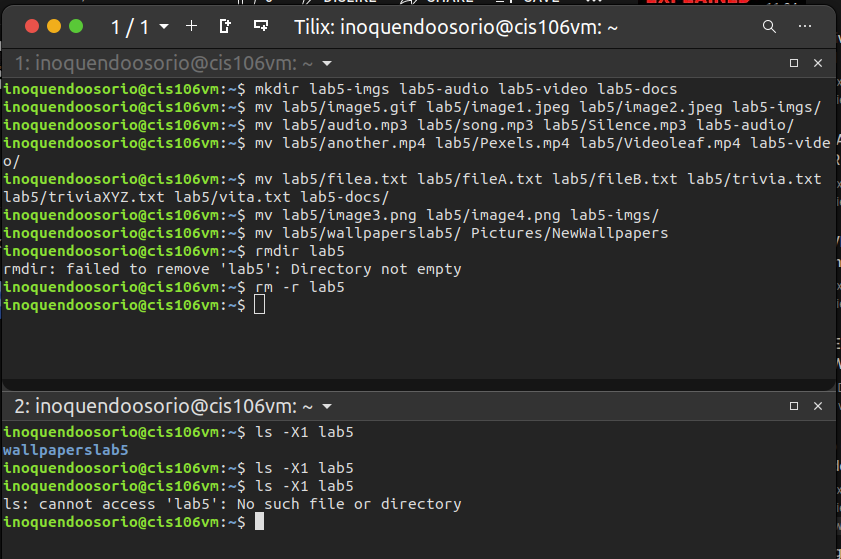 DISLIKE SHARE SAVE
EXPLAINED
1 / 1 Tilix: inoquendoosorio@cis106vm: ~
1: inoquendoosorio@cis106vm: ~
inoquendoosorio@cis106vm:~$ mkdir lab5-imgs lab5-audio lab5-video lab5-docs
inoquendoosorio@cis106vm:~$ mv lab5/image5.gif lab5/image1.jpeg lab5/image2.jpeg lab5-imgs/
inoquendoosorio@cis106vm:~$ mv lab5/audio.mp3 lab5/song.mp3 lab5/Silence.mp3 lab5-audio/
inoquendoosorio@cis106vm:~$ mv lab5/another.mp4 lab5/Pexels.mp4 lab5/Videoleaf.mp4 lab5-vide
o/
inoquendoosorio@cis106vm:~$ mv lab5/filea.txt lab5/fileA.txt lab5/fileB.txt lab5/trivia.txt
lab5/triviaXYZ.txt lab5/vita.txt lab5-docs/
inoquendoosorio@cis106vm:~$ mv lab5/image3.png lab5/image4.png lab5-imgs/
inoquendoosorio@cis106vm:~$ mv lab5/wallpaperslab5/ Pictures/NewWallpapers
inoquendoosorio@cis106vm:~$ rmdir lab5
rmdir: failed to remove 'lab5': Directory not empty
inoquendoosorio@cis106vm:~$ rm -r lab5
inoquendoosorio@cis106vm:~$
2: inoquendoosorio@cis106vm: ~
inoquendoosorio@cis106vm:~$ ls -X1 lab5
wallpaperslab5
inoquendoosorio@cis106vm:~$ ls -X1 lab5
inoquendoosorio@cis106vm:~$ ls -X1 lab5
ls: cannot access 'lab5': No such file or directory
inoquendoosorio@cis106vm:~$